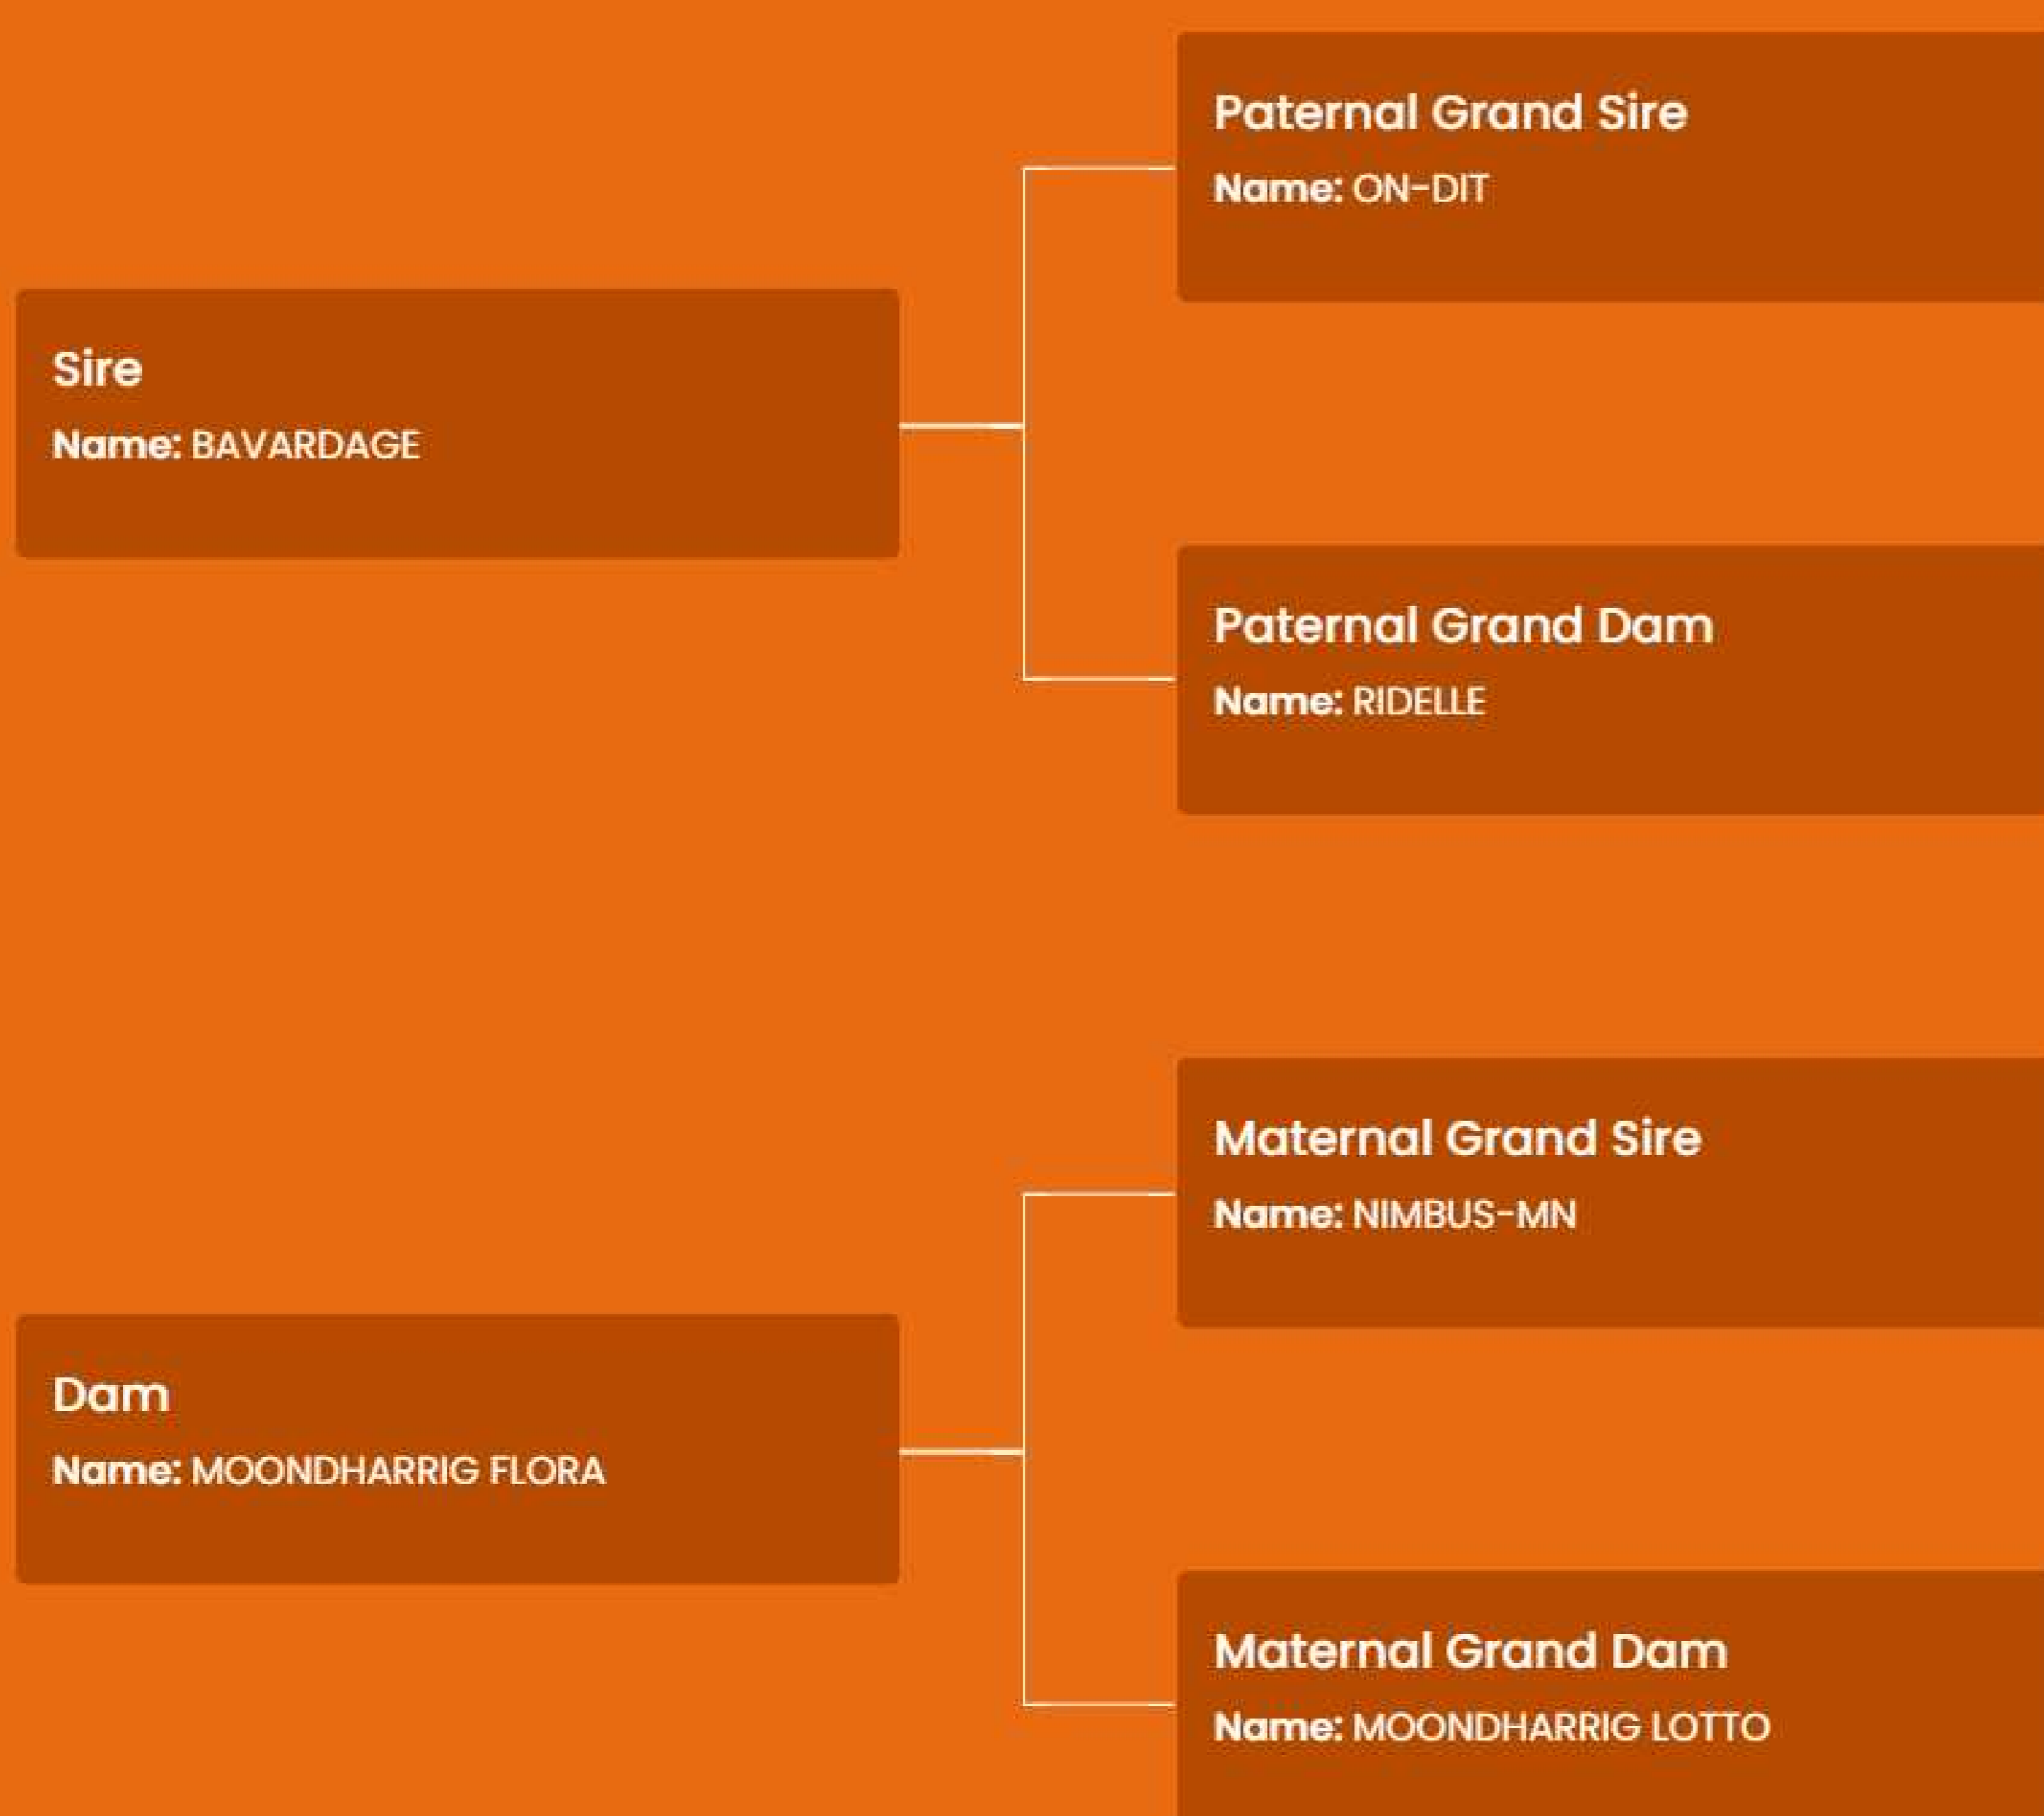 Paternal Grand Sire
Name: ON-DIT
Sire
Name: BAVARDAGE
Paternal Grand Dam
Name: RIDELLE
Maternal Grand Sire
Name: NIMBUS-MN
Dam
Name: MOONDHARRIG FLORA
Maternal Grand Dam
Name: MOONDHARRIG LOTTO